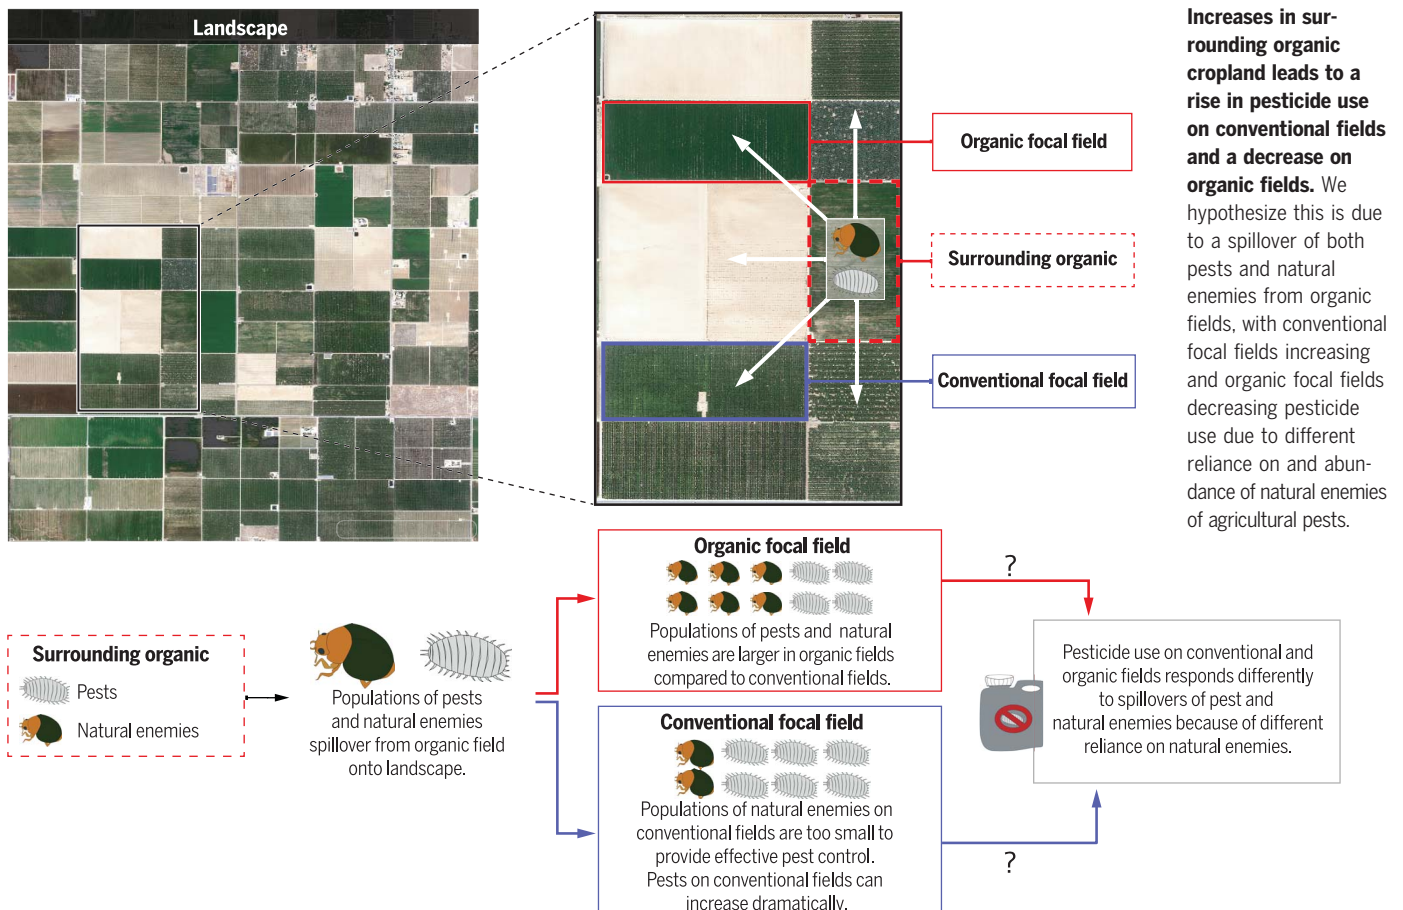 Landscape
Organic focal field
Surrounding organic
Conventional focal field
Increases in sur-
rounding organic
cropland leads to a
rise in pesticide use
on conventional fields
and a decrease on
organic fields. We
hypothesize this is due
to a spillover of both
pests and natural
enemies from organic
fields, with conventional
focal fields increasing
and organic focal fields
decreasing pesticide
use due to different
reliance on and abun-
dance of natural enemies
of agricultural pests.
Surrounding organic
Pests
Natural enemies
Populations of pests
and natural enemies
spillover from organic field
onto landscape.
Organic focal field
Populations of pests and natural
enemies are larger in organic fields
compared to conventional fields.
Conventional focal field
Populations of natural enemies on
conventional fields are too small to
provide effective pest control.
Pests on conventional fields can
increase dramatically.
?
?
Pesticide use on conventional and
organic fields responds differently
to spillovers of pest and
natural enemies because of different
reliance on natural enemies.